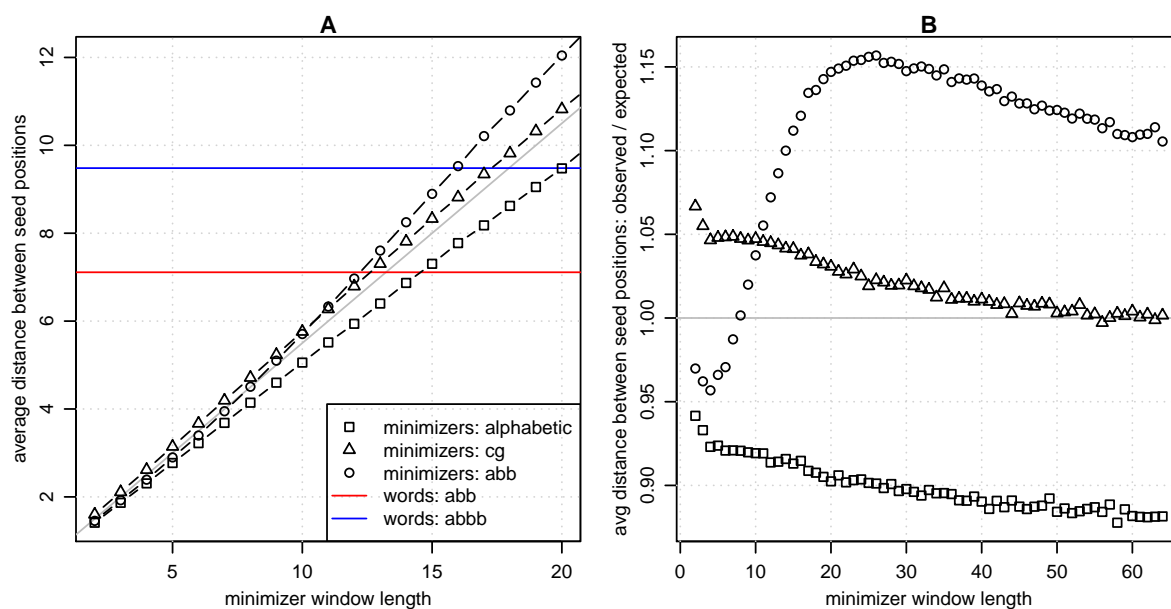 A
average distance between seed positions
12
10
8
6
4
2
5
10
15
20
minimizer window length
minimizers: alphabetic
minimizers: cg
minimizers: abb
words: abb
words: abbb
B
avg distance between seed positions: observed / expected
1.15
1.10
1.05
1.00
0.95
0.90
0
10
20
30
40
50
60
minimizer window length